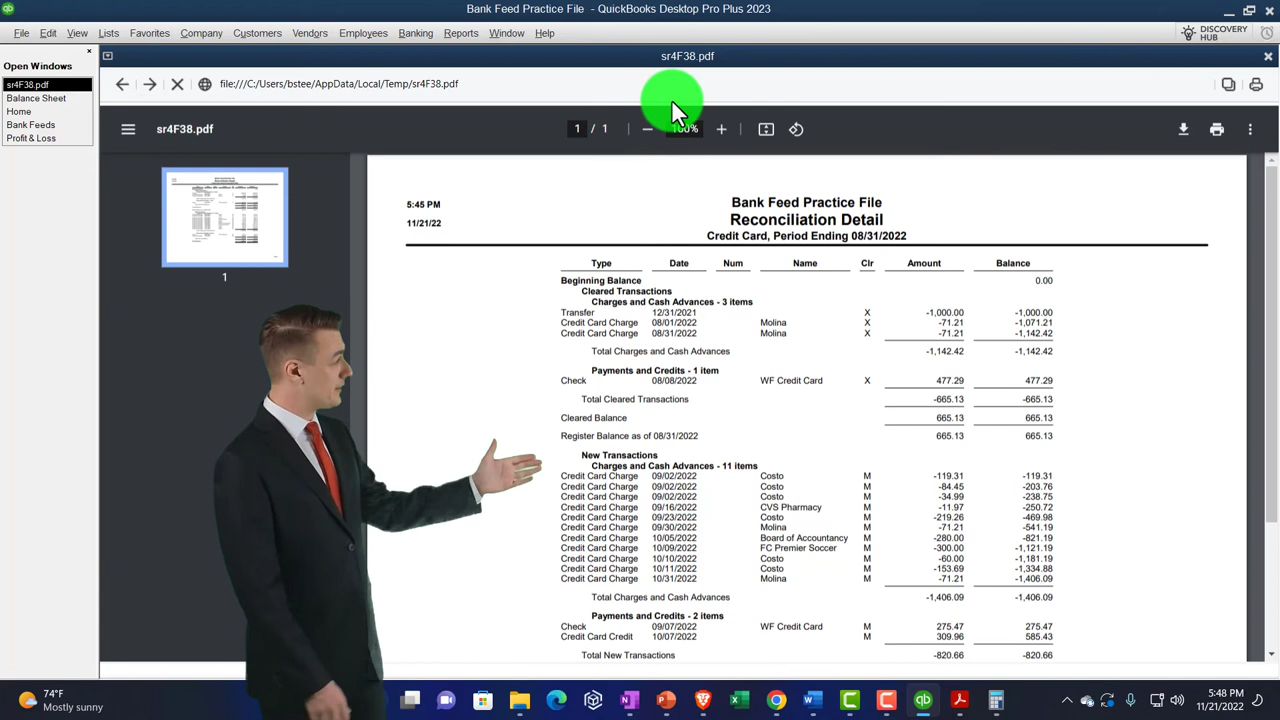 Bank Feed Practice File - QuickBooks Desktop Pro Plus 2023
File Edit View Lists Favorites Company Customers Vendors Employees Banking Reports Window Help
DISCOVERY HUB
Open Windows
sr4F38.pdf
Balance Sheet
Home
Bank Feeds
Profit & Loss
sr4F38.pdf
file:///C:/Users/bstee/AppData/Local/Temp/sr4F38.pdf
sr4F38.pdf
1 / 1
100%
1
5:45 PM
11/21/22
Bank Feed Practice File
Reconciliation Detail
Credit Card, Period Ending 08/31/2022
Type Date Num Name Clr Amount Balance
Beginning Balance 0.00
Cleared Transactions
Charges and Cash Advances - 3 items
Transfer 12/31/2021 X -1,000.00 -1,000.00
Credit Card Charge 08/01/2022 Molina X -71.21 -1,071.21
Credit Card Charge 08/31/2022 Molina X -71.21 -1,142.42
Total Charges and Cash Advances -1,142.42 -1,142.42
Payments and Credits - 1 item
Check 08/08/2022 WF Credit Card X 477.29 477.29
Total Cleared Transactions -665.13 -665.13
Cleared Balance 665.13 665.13
Register Balance as of 08/31/2022 665.13 665.13
New Transactions
Charges and Cash Advances - 11 items
Credit Card Charge 09/02/2022 Costo M -119.31 -119.31
Credit Card Charge 09/02/2022 Costo M -84.45 -203.76
Credit Card Charge 09/02/2022 Costo M -34.99 -238.75
Credit Card Charge 09/16/2022 CVS Pharmacy M -11.97 -250.72
Credit Card Charge 09/23/2022 Costo M -219.26 -469.98
Credit Card Charge 09/30/2022 Molina M -71.21 -541.19
Credit Card Charge 10/05/2022 Board of Accountancy M -280.00 -821.19
Credit Card Charge 10/09/2022 FC Premier Soccer M -300.00 -1,121.19
Credit Card Charge 10/10/2022 Costo M -60.00 -1,181.19
Credit Card Charge 10/11/2022 Costo M -153.69 -1,334.88
Credit Card Charge 10/31/2022 Molina M -71.21 -1,406.09
Total Charges and Cash Advances -1,406.09 -1,406.09
Payments and Credits - 2 items
Check 09/07/2022 WF Credit Card M 275.47 275.47
Credit Card Credit 10/07/2022 M 309.96 585.43
Total New Transactions -820.66 -820.66
74°F
Mostly sunny
5:48 PM
11/21/2022